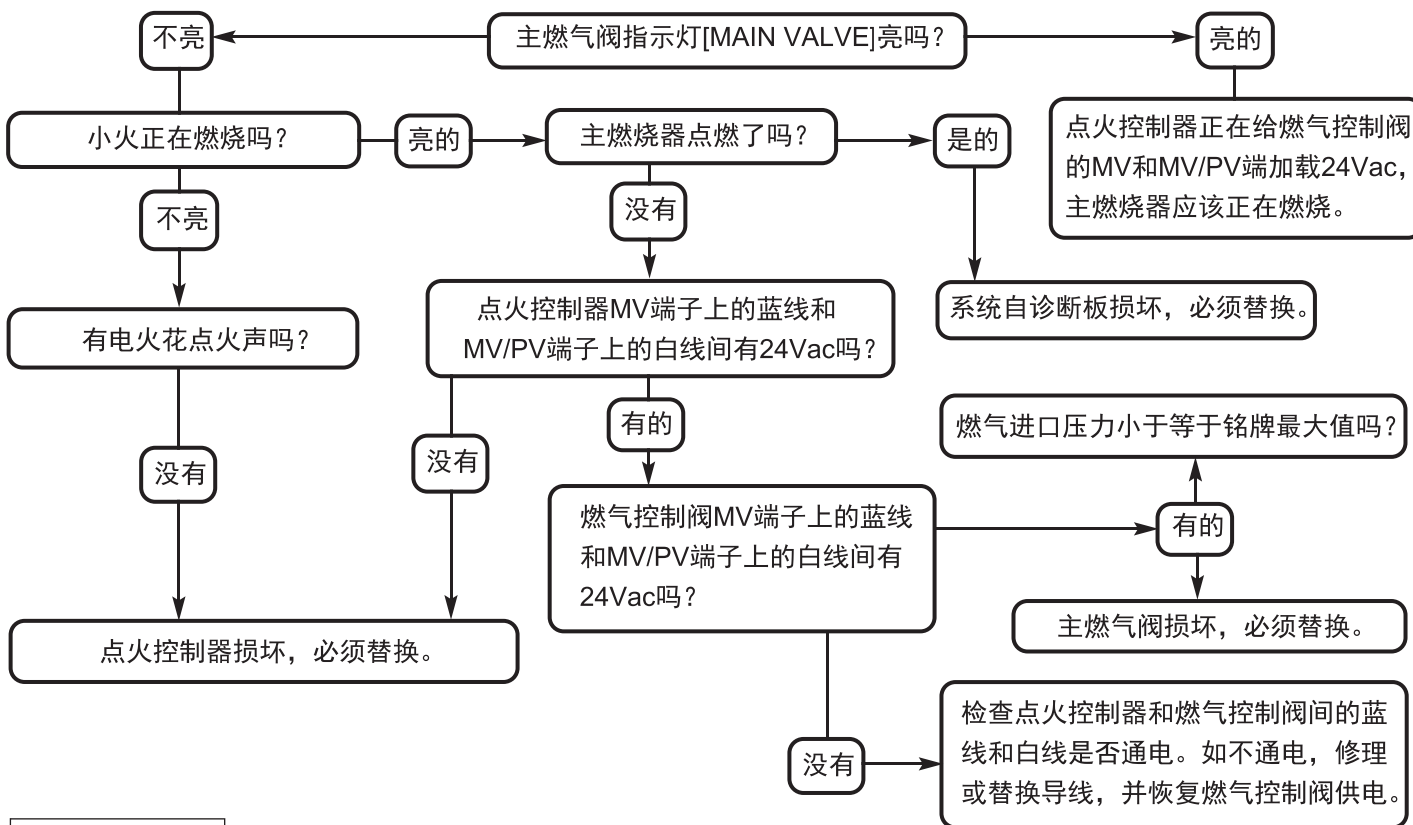 不亮
主燃气阀指示灯[MAIN VALVE]亮吗？
亮的
小火正在燃烧吗？
亮的
主燃烧器点燃了吗？
是的
点火控制器正在给燃气控制阀
的MV和MV/PV端加载24Vac，
主燃烧器应该正在燃烧。
不亮
没有
有电火花点火声吗？
点火控制器MV端子上的蓝线和
MV/PV端子上的白线间有24Vac吗？
系统自诊断板损坏，必须替换。
没有
没有
有的
燃气进口压力小于等于铭牌最大值吗？
燃气控制阀MV端子上的蓝线
和MV/PV端子上的白线间有
24Vac吗？
有的
主燃气阀损坏，必须替换。
点火控制器损坏，必须替换。
没有
检查点火控制器和燃气控制阀间的蓝
线和白线是否通电。如不通电，修理
或替换导线，并恢复燃气控制阀供电。